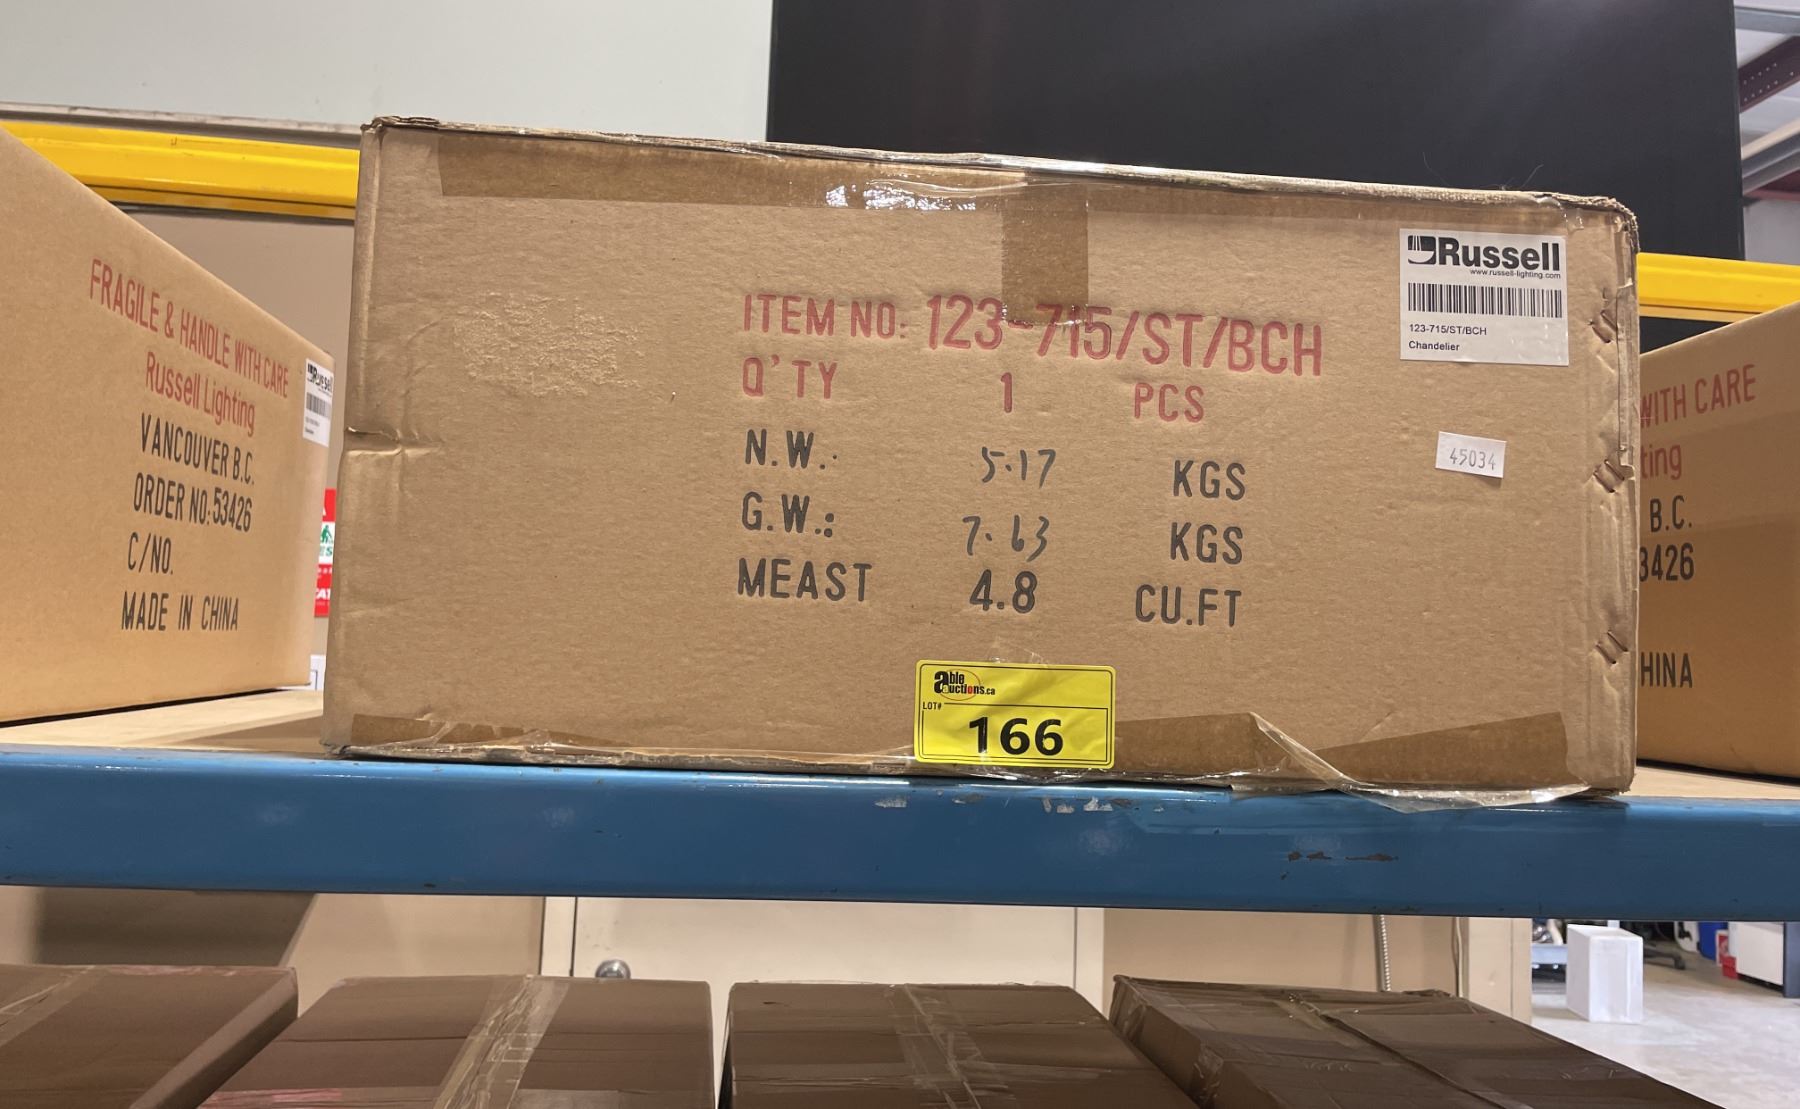 FRAGILE & HANDLE WITH CARE
Russell Lighting
VANCOUVER B.C.
ORDER NO:53426
C/NO.
MADE IN CHINA
ITEM NO: 123-715/ST/BCH
Q'TY 1 PCS
N.W.: 5.17 KGS
G.W.: 7.63 KGS
MEAST 4.8 CU.FT
Russell
www.russell-lighting.com
123-715/ST/BCH
Chandelier
45034
able auctions.ca
LOT#
166
WITH CARE
ting
B.C.
3426
HINA